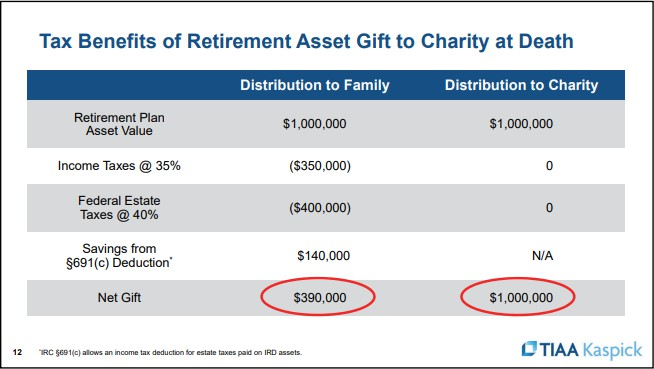 Tax Benefits of Retirement Asset Gift to Charity at Death
Distribution to Family Distribution to Charity
Retirement Plan
Asset Value
$1,000,000 $1,000,000
Income Taxes @ 35% ($350,000) 0
Federal Estate
Taxes @ 40%
($400,000) 0
Savings from
§691(c) Deduction*
$140,000 N/A
Net Gift $390,000 $1,000,000
12 *IRC §691(c) allows an income tax deduction for estate taxes paid on IRD assets.
TIAA Kaspick